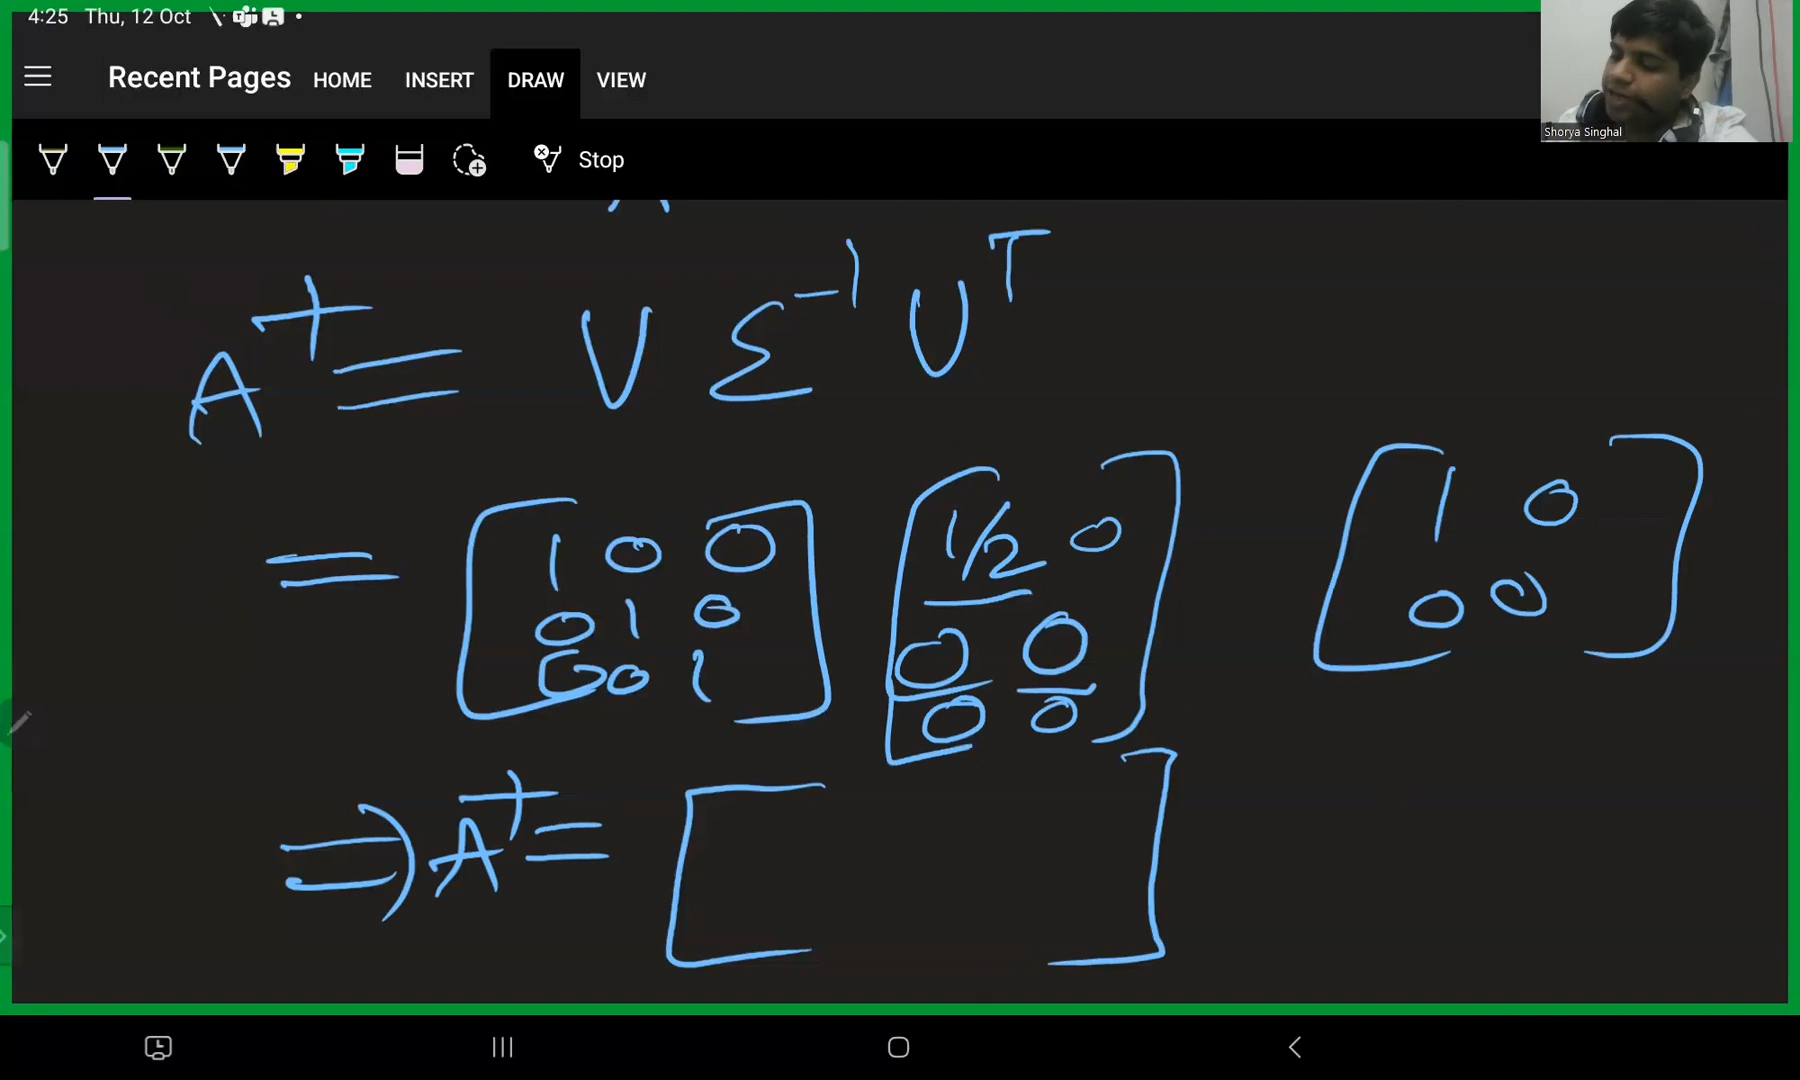 4:25 Thu, 12 Oct
Recent Pages HOME INSERT DRAW VIEW
Shorya Singhal
Stop
A⁺ = V Σ⁻¹ U^T
= [1 0 0 [1/2 0 [1 0
0 1 0] 0 0 0 0]
0 0 1] 0 0]
⇒ A⁺ = [ ]